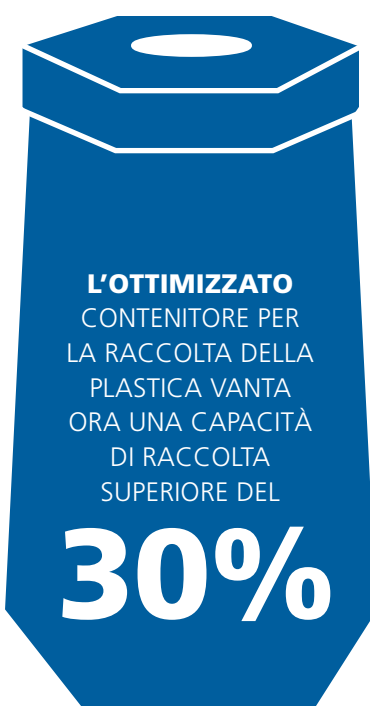 L’OTTIMIZZATO
CONTENITORE PER
LA RACCOLTA DELLA
PLASTICA VANTA
ORA UNA CAPACITÀ
DI RACCOLTA
SUPERIORE DEL
30%